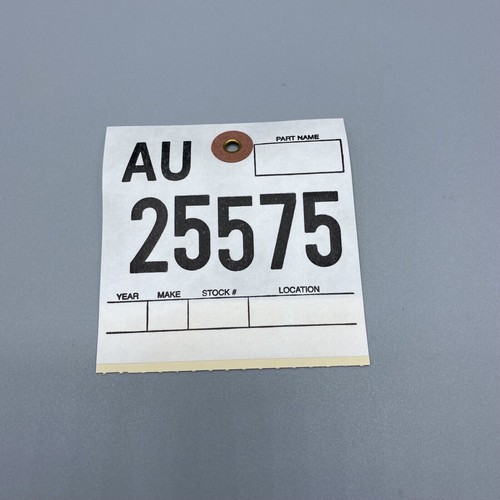 AU
PART NAME
25575
YEAR MAKE STOCK # LOCATION